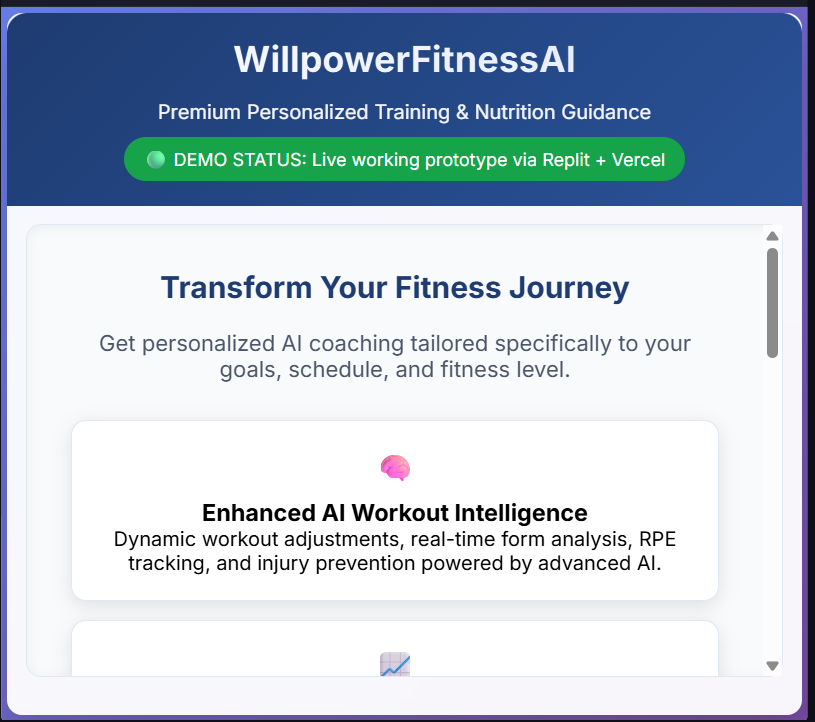 WillpowerFitnessAI
Premium Personalized Training & Nutrition Guidance
DEMO STATUS: Live working prototype via Replit + Vercel
Transform Your Fitness Journey
Get personalized AI coaching tailored specifically to your
goals, schedule, and fitness level.
Enhanced AI Workout Intelligence
Dynamic workout adjustments, real-time form analysis, RPE
tracking, and injury prevention powered by advanced AI.